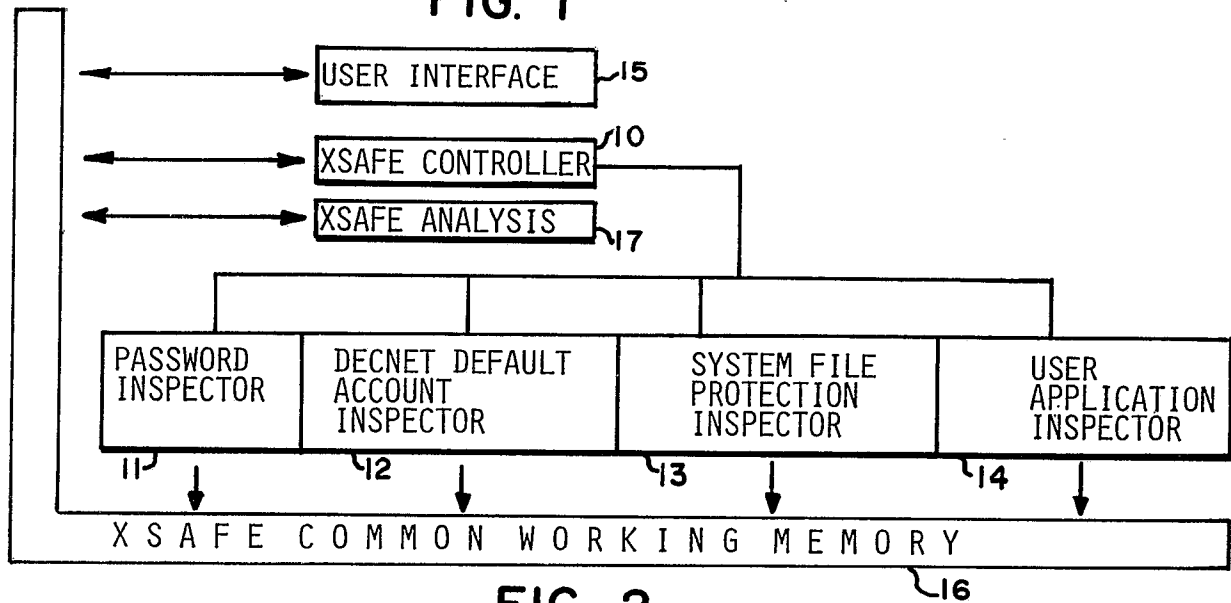 FIG. 1
USER INTERFACE
15
10
XSAFE CONTROLLER
XSAFE ANALYSIS
17
PASSWORD
INSPECTOR
DECNET DEFAULT
ACCOUNT
INSPECTOR
SYSTEM FILE
PROTECTION
INSPECTOR
USER
APPLICATION
INSPECTOR
11
12
13
14
XSAFE COMMON WORKING MEMORY
16
FIG. 2